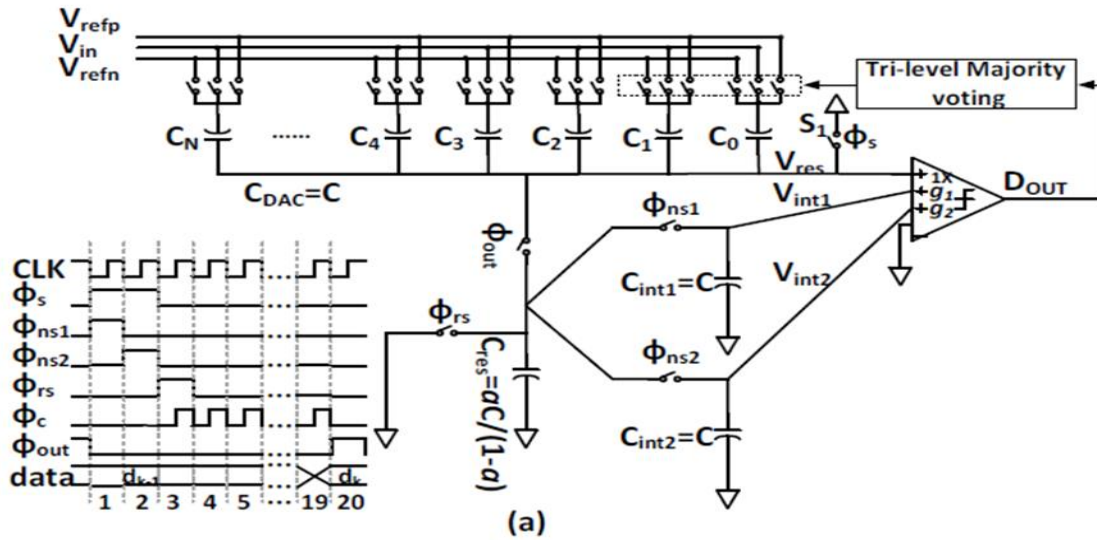 Vrefp
Vin
Vrefn
Tri-level Majority voting
CN
......
C4
C3
C2
C1
C0
S1
Φs
Vres
CDAC=C
Vint1
1X
g1
g2
DOUT
Φns1
Φout
Vint2
Cint1=C
Φrs
Φns2
Cres=aC/(1-a)
Cint2=C
CLK
Φs
Φns1
Φns2
Φrs
Φc
Φout
data dk-1 dk
1 2 3 4 5 19 20
(a)